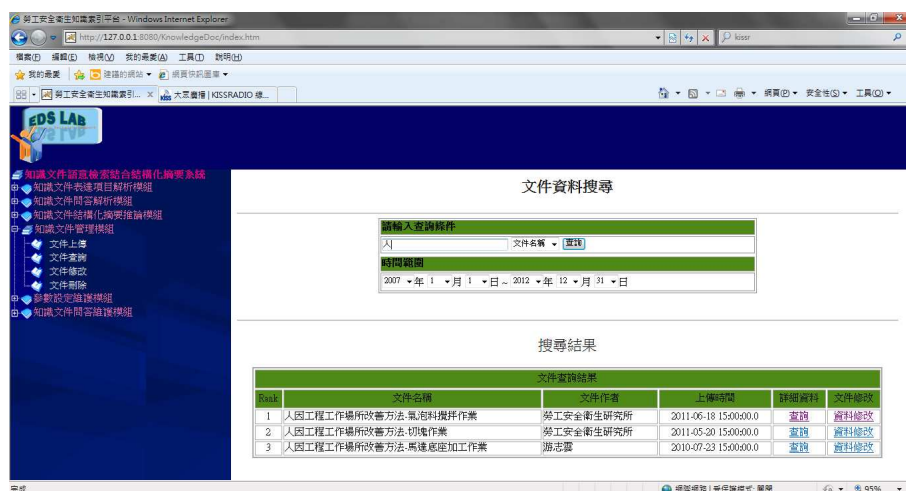 勞工安全衛生知識索引平台 - Windows Internet Explorer
http://127.0.0.1:8080/KnowledgeDoc/index.htm
kissr
檔案(F) 編輯(E) 檢視(V) 我的最愛(A) 工具(T) 說明(H)
我的最愛 建議的網站 網頁快訊圖庫
勞工安全衛生知識索引... 大眾廣播 | KISSRADIO 線... 網頁(P) 安全性(S) 工具(O)
EDS LAB
知識文件語意檢索結合結構化摘要系統
知識文件表達項目解析模組
知識文件問答解析模組
知識文件結構化摘要推論模組
知識文件管理模組
文件上傳
文件查詢
文件修改
文件刪除
參數設定維護模組
知識文件問答維護模組
文件資料搜尋
請輸入查詢條件
人 文件名稱 查詢
時間範圍
2007 年 1 月 1 日 ~ 2012 年 12 月 31 日
搜尋結果
文件查詢結果
Rank 文件名稱 文件作者 上傳時間 詳細資料 文件修改
1 人因工程工作場所改善方法-氣泡料攪拌作業 勞工安全衛生研究所 2011-06-18 15:00:00.0 查詢 資料修改
2 人因工程工作場所改善方法-切塊作業 勞工安全衛生研究所 2011-05-20 15:00:00.0 查詢 資料修改
3 人因工程工作場所改善方法-馬達底座加工作業 游志雲 2010-07-23 15:00:00.0 查詢 資料修改
完成 網際網路 | 受保護模式: 關閉 95%